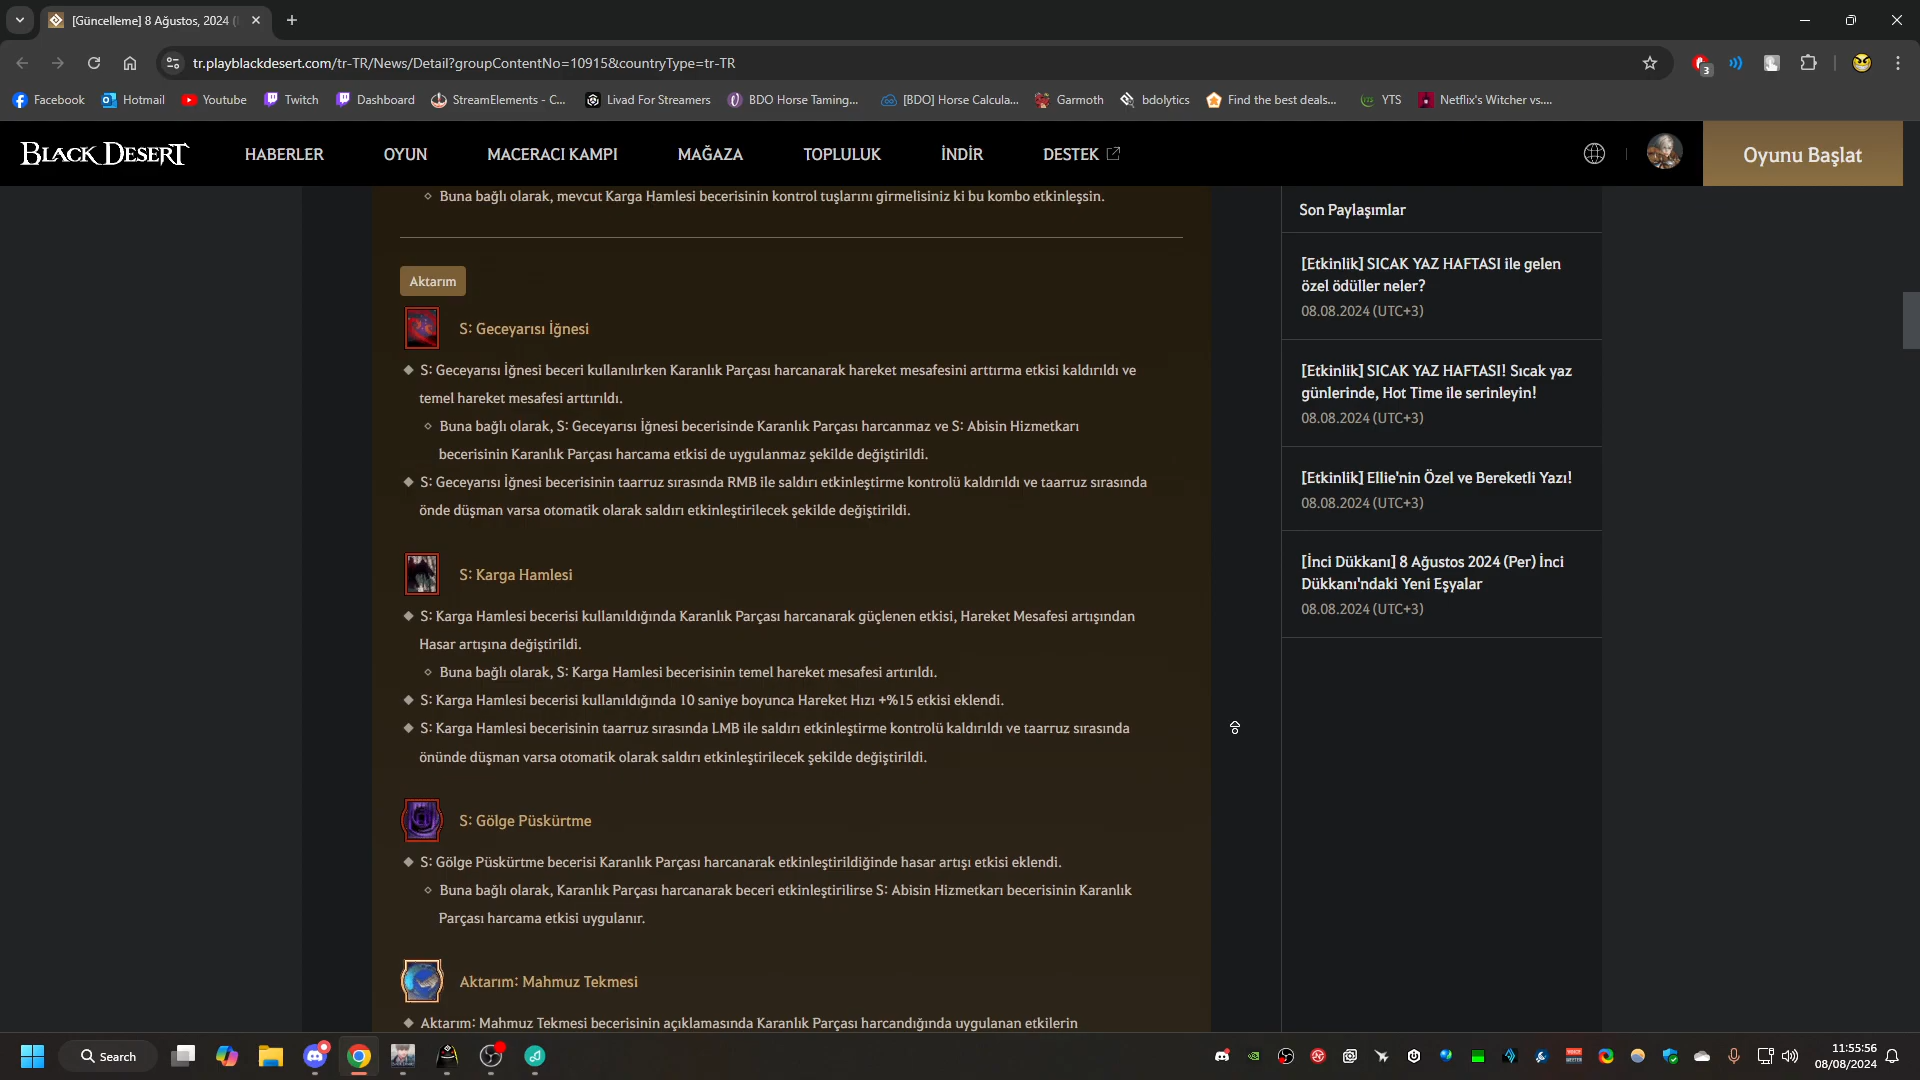 [Güncelleme] 8 Ağustos, 2024 (
tr.playblackdesert.com/tr-TR/News/Detail?groupContentNo=10915&countryType=tr-TR
3
Facebook
Hotmail
Youtube
Twitch
Dashboard
StreamElements - C...
Livad For Streamers
BDO Horse Taming...
[BDO] Horse Calcula...
Garmoth
bdolytics
Find the best deals...
YTS
Netflix's Witcher vs....
BLACK DESERT
HABERLER
OYUN
MACERACI KAMPI
MAĞAZA
TOPLULUK
İNDİR
DESTEK
Oyunu Başlat
Buna bağlı olarak, mevcut Karga Hamlesi becerisinin kontrol tuşlarını girmelisiniz ki bu kombo etkinleşsin.
Aktarım
S: Geceyarısı İğnesi
S: Geceyarısı İğnesi beceri kullanılırken Karanlık Parçası harcanarak hareket mesafesini arttırma etkisi kaldırıldı ve
temel hareket mesafesi arttırıldı.
Buna bağlı olarak, S: Geceyarısı İğnesi becerisinde Karanlık Parçası harcanmaz ve S: Abisin Hizmetkarı
becerisinin Karanlık Parçası harcama etkisi de uygulanmaz şekilde değiştirildi.
S: Geceyarısı İğnesi becerisinin taarruz sırasında RMB ile saldırı etkinleştirme kontrolü kaldırıldı ve taarruz sırasında
önde düşman varsa otomatik olarak saldırı etkinleştirilecek şekilde değiştirildi.
S: Karga Hamlesi
S: Karga Hamlesi becerisi kullanıldığında Karanlık Parçası harcanarak güçlenen etkisi, Hareket Mesafesi artışından
Hasar artışına değiştirildi.
Buna bağlı olarak, S: Karga Hamlesi becerisinin temel hareket mesafesi artırıldı.
S: Karga Hamlesi becerisi kullanıldığında 10 saniye boyunca Hareket Hızı +%15 etkisi eklendi.
S: Karga Hamlesi becerisinin taarruz sırasında LMB ile saldırı etkinleştirme kontrolü kaldırıldı ve taarruz sırasında
önünde düşman varsa otomatik olarak saldırı etkinleştirilecek şekilde değiştirildi.
S: Gölge Püskürtme
S: Gölge Püskürtme becerisi Karanlık Parçası harcanarak etkinleştirildiğinde hasar artışı etkisi eklendi.
Buna bağlı olarak, Karanlık Parçası harcanarak beceri etkinleştirilirse S: Abisin Hizmetkarı becerisinin Karanlık
Parçası harcama etkisi uygulanır.
Aktarım: Mahmuz Tekmesi
Aktarım: Mahmuz Tekmesi becerisinin açıklamasında Karanlık Parçası harcandığında uygulanan etkilerin
Son Paylaşımlar
[Etkinlik] SICAK YAZ HAFTASI ile gelen
özel ödüller neler?
08.08.2024 (UTC+3)
[Etkinlik] SICAK YAZ HAFTASI! Sıcak yaz
günlerinde, Hot Time ile serinleyin!
08.08.2024 (UTC+3)
[Etkinlik] Ellie'nin Özel ve Bereketli Yazı!
08.08.2024 (UTC+3)
[İnci Dükkanı] 8 Ağustos 2024 (Per) İnci
Dükkanı'ndaki Yeni Eşyalar
08.08.2024 (UTC+3)
Search
11:55:56
08/08/2024